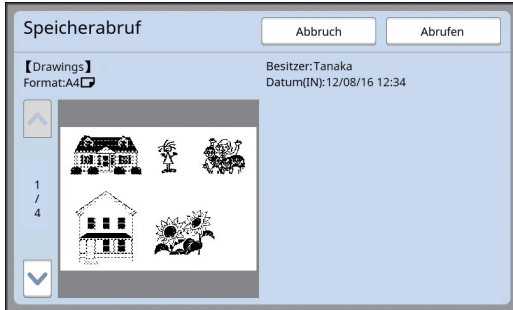 Speicherabruf
Abbruch
Abrufen
【Drawings】
Format:A4
Besitzer:Tanaka
Datum(IN):12/08/16 12:34
1
/
4